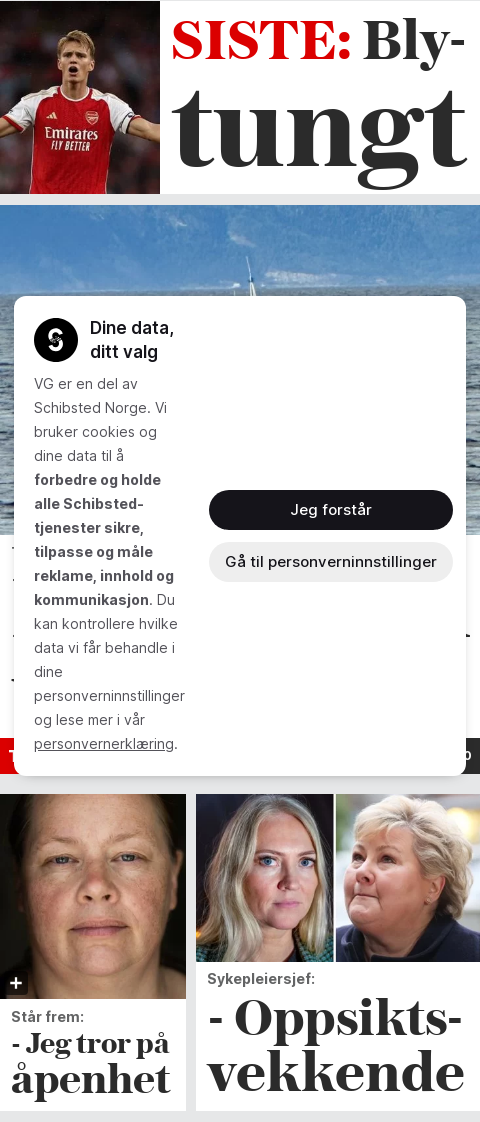 SISTE: Bly-
tungt
Emirates
FLY BETTER
Dine data,
ditt valg
VG er en del av
Schibsted Norge. Vi
bruker cookies og
dine data til å
forbedre og holde
alle Schibsted-
tjenester sikre,
tilpasse og måle
reklame, innhold og
kommunikasjon. Du
kan kontrollere hvilke
data vi får behandle i
dine
personverninnstillinger
og lese mer i vår
personvernerklæring.
Jeg forstår
Gå til personverninnstillinger
Står frem:
- Jeg tror på
åpenhet
Sykepleiersjef:
- Oppsikts-
vekkende